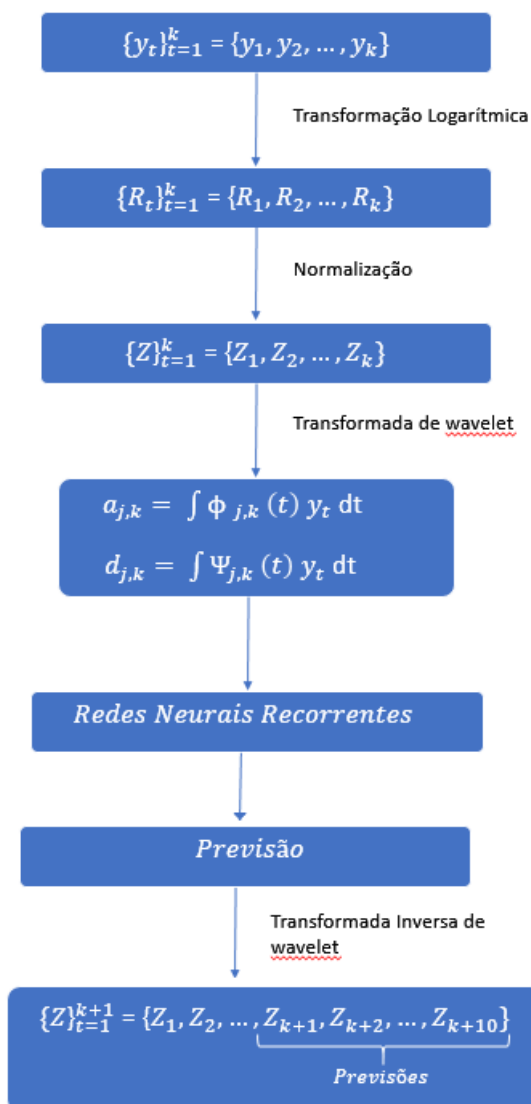 {y_t}_{t=1}^{k} = {y_1, y_2, ..., y_k}
Transformação Logarítmica
{R_t}_{t=1}^{k} = {R_1, R_2, ..., R_k}
Normalização
{Z}_{t=1}^{k} = {Z_1, Z_2, ..., Z_k}
Transformada de wavelet
a_{j,k} = ∫ ϕ_{j,k} (t) y_t dt
d_{j,k} = ∫ Ψ_{j,k} (t) y_t dt
Redes Neurais Recorrentes
Previsão
Transformada Inversa de
wavelet
{Z}_{t=1}^{k+1} = {Z_1, Z_2, ..., Z_{k+1}, Z_{k+2}, ..., Z_{k+10}}
Previsões